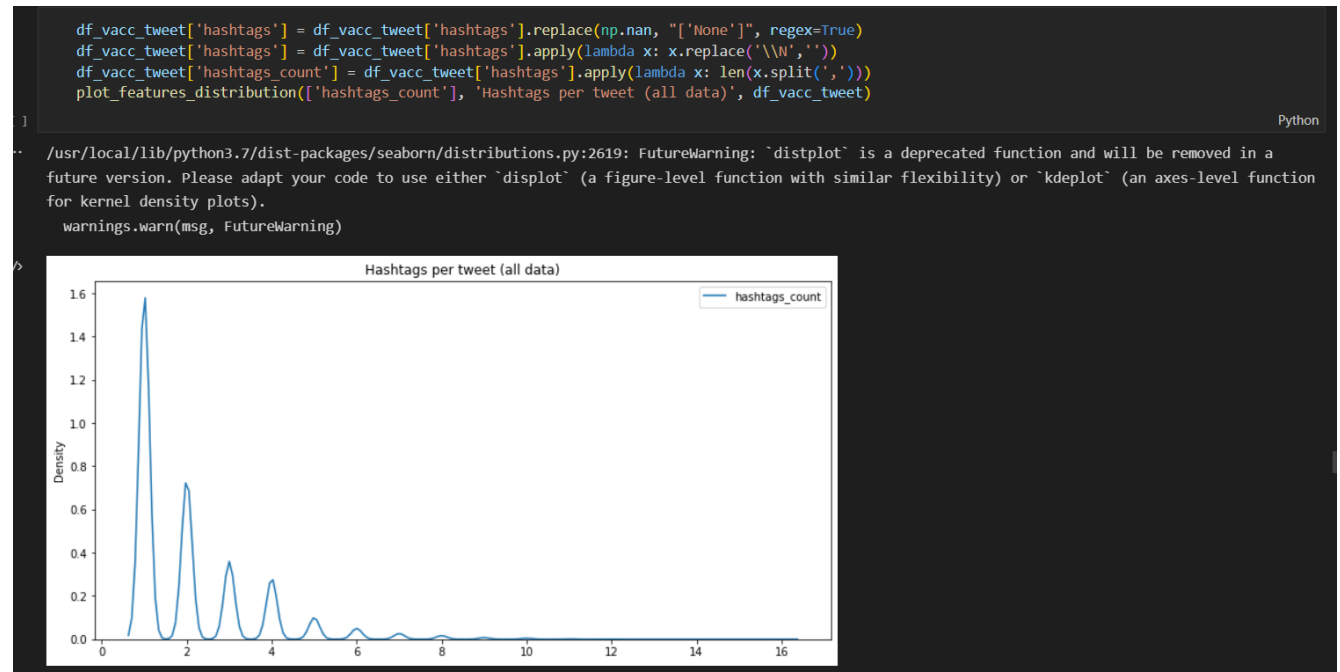 df_vacc_tweet['hashtags'] = df_vacc_tweet['hashtags'].replace(np.nan, "['None']", regex=True)
df_vacc_tweet['hashtags'] = df_vacc_tweet['hashtags'].apply(lambda x: x.replace('\\N',''))
df_vacc_tweet['hashtags_count'] = df_vacc_tweet['hashtags'].apply(lambda x: len(x.split(',')))
plot_features_distribution(['hashtags_count'], 'Hashtags per tweet (all data)', df_vacc_tweet)
]
Python
/usr/local/lib/python3.7/dist-packages/seaborn/distributions.py:2619: FutureWarning: `distplot` is a deprecated function and will be removed in a
future version. Please adapt your code to use either `displot` (a figure-level function with similar flexibility) or `kdeplot` (an axes-level function
for kernel density plots).
warnings.warn(msg, FutureWarning)
Hashtags per tweet (all data)
hashtags_count
1.6
1.4
1.2
1.0
0.8
0.6
0.4
0.2
0.0
Density
0 2 4 6 8 10 12 14 16